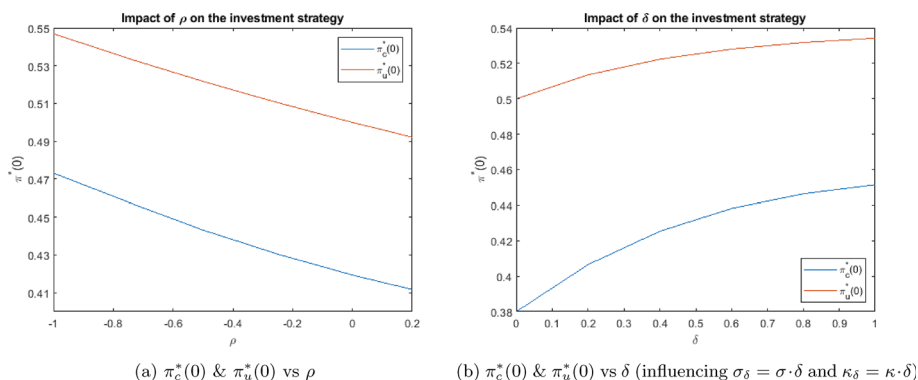 Impact of ρ on the investment strategy
0.55
0.53
0.51
0.49
0.47
0.45
0.43
0.41
π*(0)
-1
-0.8
-0.6
-0.4
-0.2
0
0.2
ρ
π*c(0)
π*u(0)
(a) π*c(0) & π*u(0) vs ρ
Impact of δ on the investment strategy
0.54
0.52
0.5
0.48
0.46
0.44
0.42
0.4
0.38
π*(0)
0
0.1
0.2
0.3
0.4
0.5
0.6
0.7
0.8
0.9
1
δ
π*c(0)
π*u(0)
(b) π*c(0) & π*u(0) vs δ (influencing σδ = σ·δ and κδ = κ·δ)